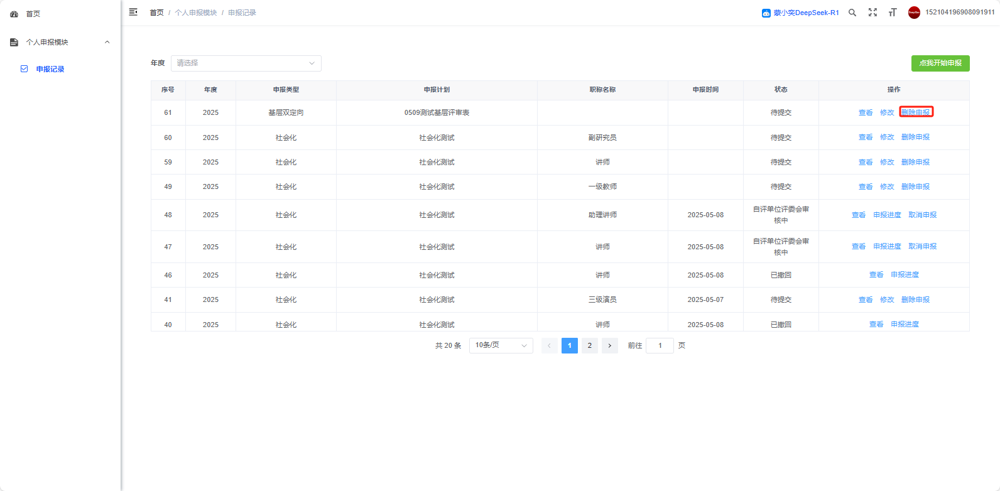 首页
个人申报模块
申报记录
首页 / 个人申报模块 / 申报记录
蒙小奕DeepSeek-R1
152104196908091911
年度 请选择
点我开始申报
序号 年度 申报类型 申报计划 职称名称 申报时间 状态 操作
61 2025 基层双定向 0509测试基层评审表 待提交 查看 修改 删除申报
60 2025 社会化 社会化测试 副研究员 待提交 查看 修改 删除申报
59 2025 社会化 社会化测试 讲师 待提交 查看 修改 删除申报
49 2025 社会化 社会化测试 一级教师 待提交 查看 修改 删除申报
48 2025 社会化 社会化测试 助理讲师 2025-05-08 自评单位评委会审
核中 查看 申报进度 取消申报
47 2025 社会化 社会化测试 讲师 2025-05-08 自评单位评委会审
核中 查看 申报进度 取消申报
46 2025 社会化 社会化测试 讲师 2025-05-08 已撤回 查看 申报进度
41 2025 社会化 社会化测试 三级演员 2025-05-07 待提交 查看 修改 删除申报
40 2025 社会化 社会化测试 讲师 2025-05-08 已撤回 查看 申报进度
共 20 条 10条/页 1 2 前往 1 页